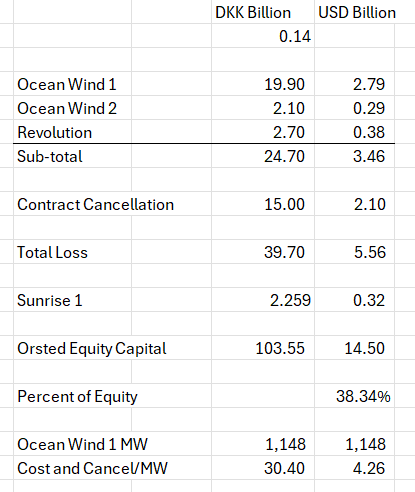 DKK Billion USD Billion
0.14
Ocean Wind 1 19.90 2.79
Ocean Wind 2 2.10 0.29
Revolution 2.70 0.38
Sub-total 24.70 3.46
Contract Cancellation 15.00 2.10
Total Loss 39.70 5.56
Sunrise 1 2.259 0.32
Orsted Equity Capital 103.55 14.50
Percent of Equity 38.34%
Ocean Wind 1 MW 1,148 1,148
Cost and Cancel/MW 30.40 4.26